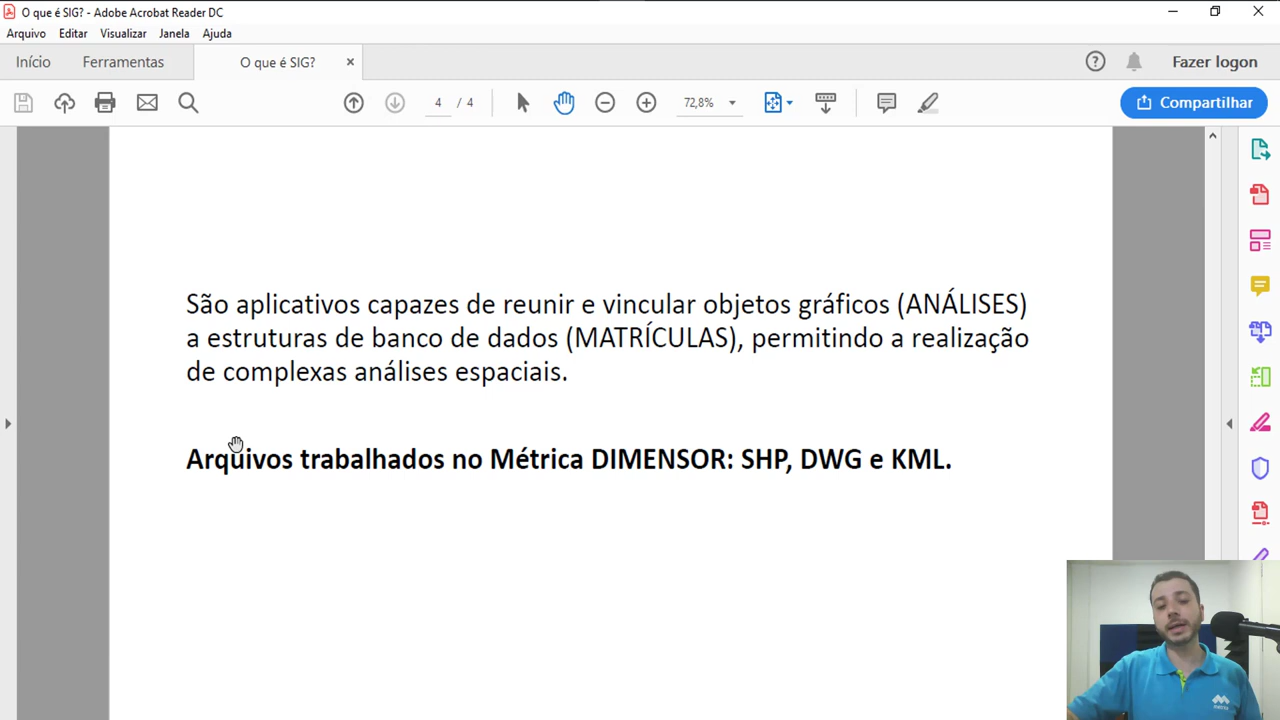 O que é SIG? - Adobe Acrobat Reader DC
Arquivo Editar Visualizar Janela Ajuda
Início Ferramentas O que é SIG? Fazer logon
4 / 4 72,8% Compartilhar
São aplicativos capazes de reunir e vincular objetos gráficos (ANÁLISES)
a estruturas de banco de dados (MATRÍCULAS), permitindo a realização
de complexas análises espaciais.
Arquivos trabalhados no Métrica DIMENSOR: SHP, DWG e KML.